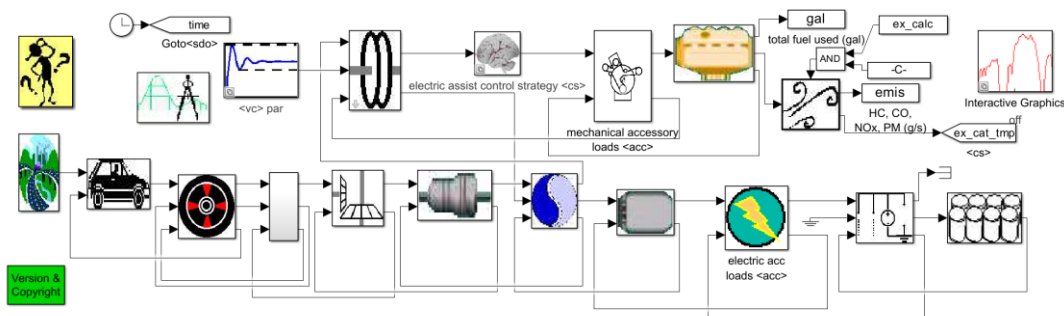 time
Goto<sdo>
<vc> par
electric assist control strategy <cs>
mechanical accessory
loads <acc>
gal
total fuel used (gal)
ex_calc
AND
-C-
emis
HC, CO,
NOx, PM (g/s)
ex_cat_tmp
<cs>
Interactive Graphics
off
electric acc
loads <acc>
Version &
Copyright